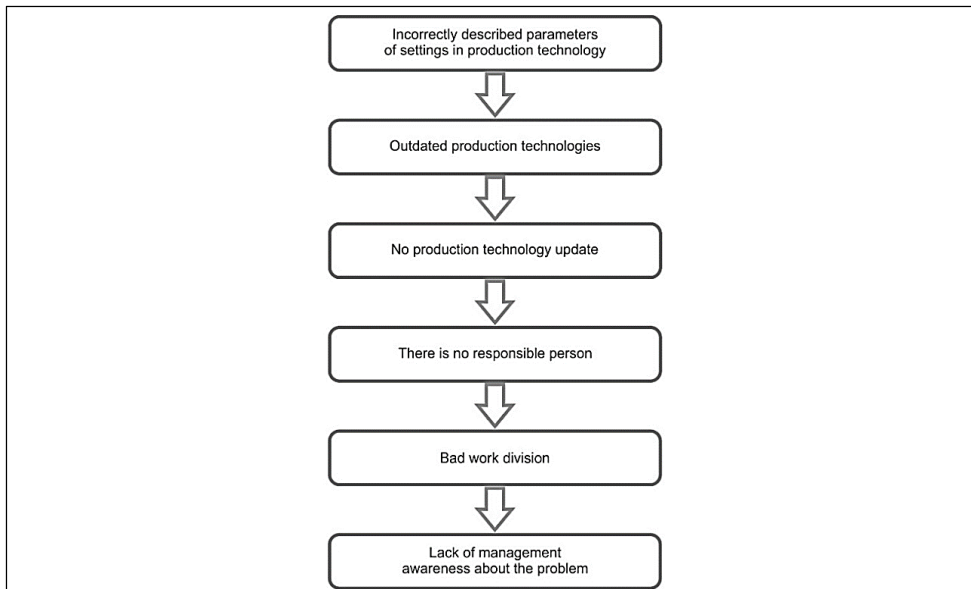 Incorrectly described parameters
of settings in production technology
Outdated production technologies
No production technology update
There is no responsible person
Bad work division
Lack of management
awareness about the problem